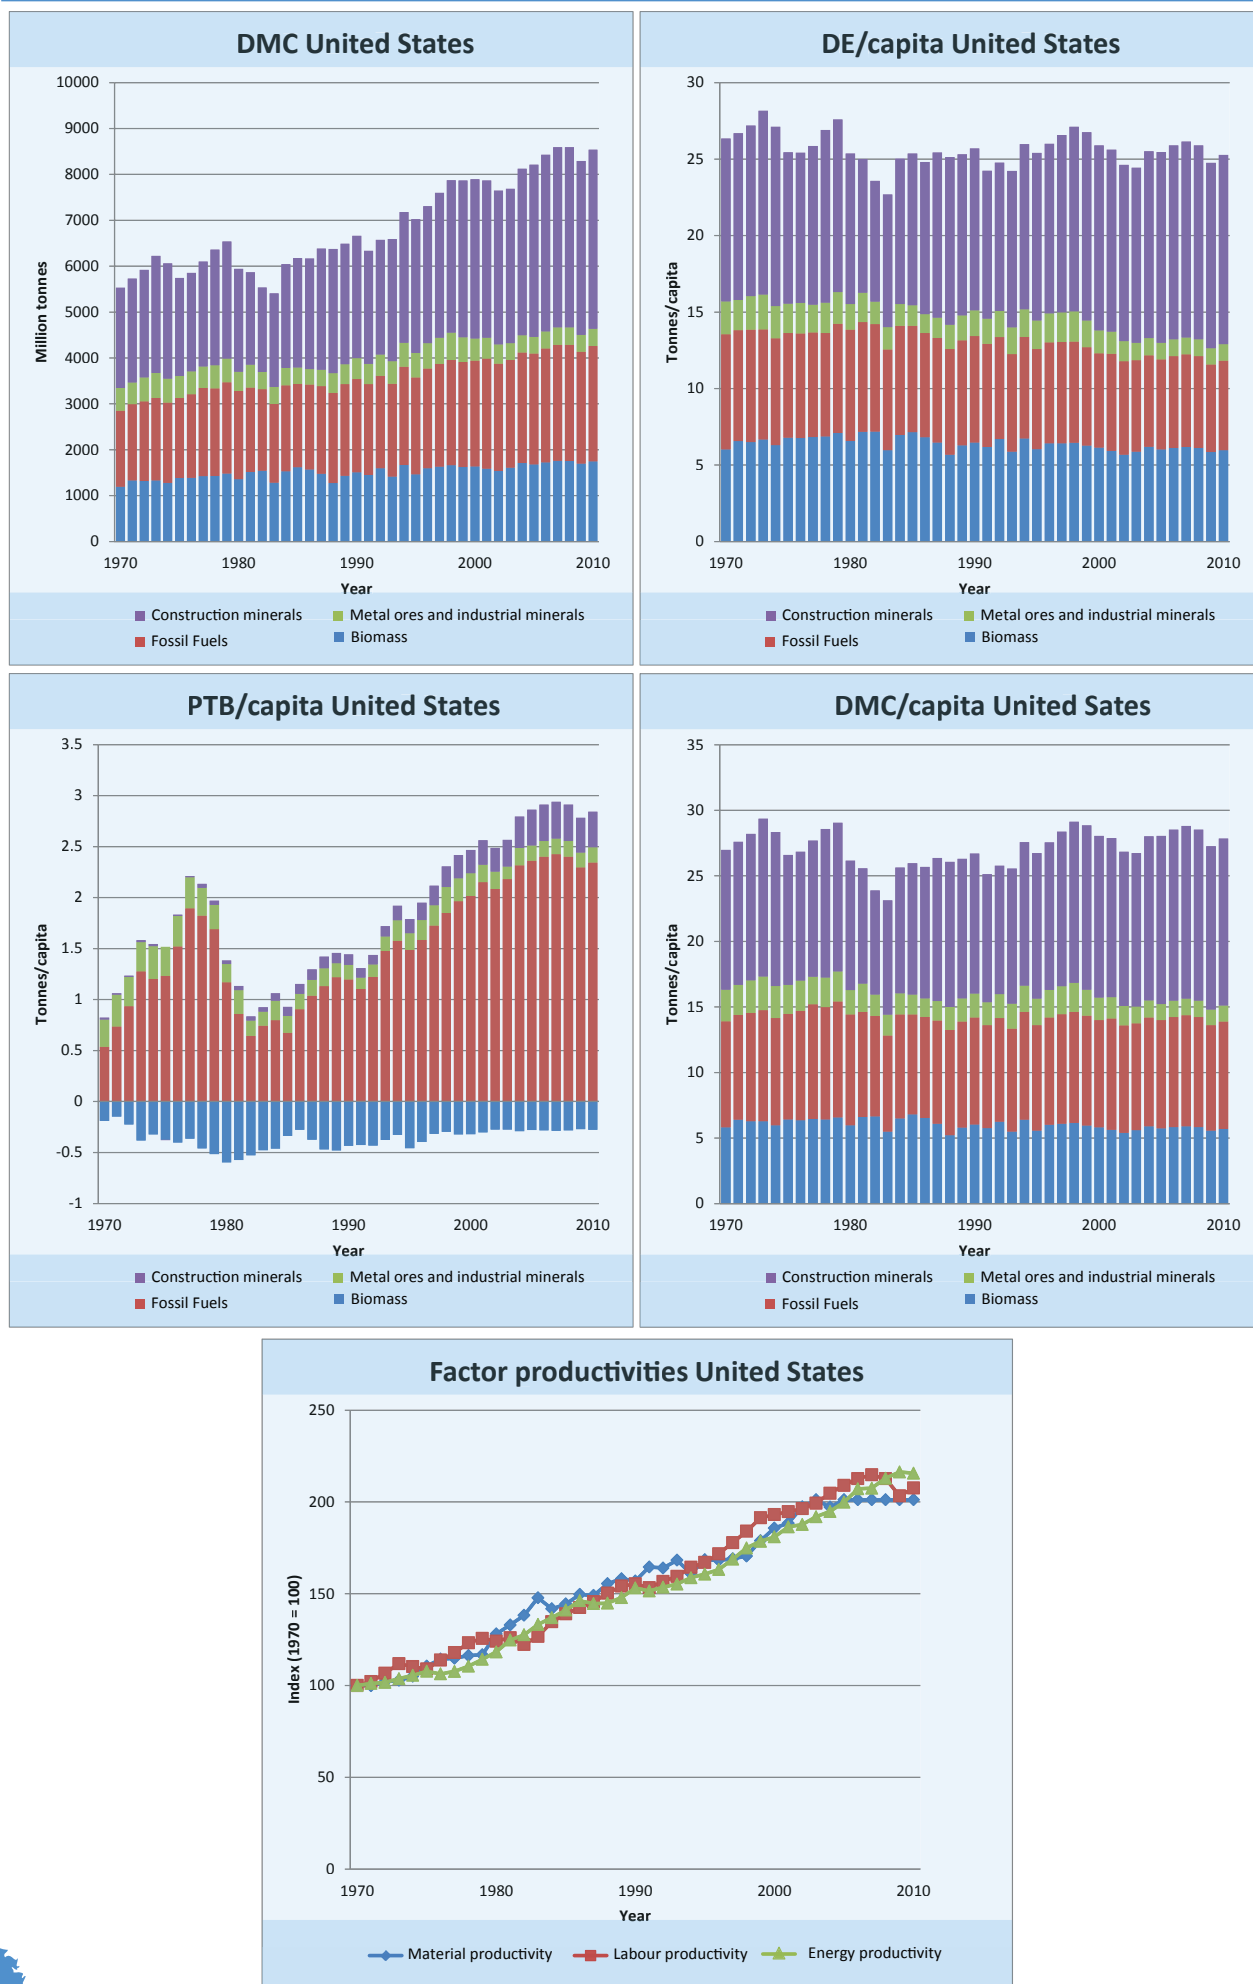 DMC United States
10000
9000
8000
7000
6000
5000
4000
3000
2000
1000
0
Million tonnes
1970 1980 1990 2000 2010
Year
Construction minerals Metal ores and industrial minerals
Fossil Fuels Biomass
DE/capita United States
30
25
20
15
10
5
0
Tonnes/capita
1970 1980 1990 2000 2010
Year
Construction minerals Metal ores and industrial minerals
Fossil Fuels Biomass
PTB/capita United States
3.5
3
2.5
2
1.5
1
0.5
0
-0.5
-1
Tonnes/capita
1970 1980 1990 2000 2010
Year
Construction minerals Metal ores and industrial minerals
Fossil Fuels Biomass
DMC/capita United Sates
35
30
25
20
15
10
5
0
Tonnes/capita
1970 1980 1990 2000 2010
Year
Construction minerals Metal ores and industrial minerals
Fossil Fuels Biomass
Factor productivities United States
250
200
150
100
50
0
Index (1970 = 100)
1970 1980 1990 2000 2010
Year
Material productivity Labour productivity Energy productivity